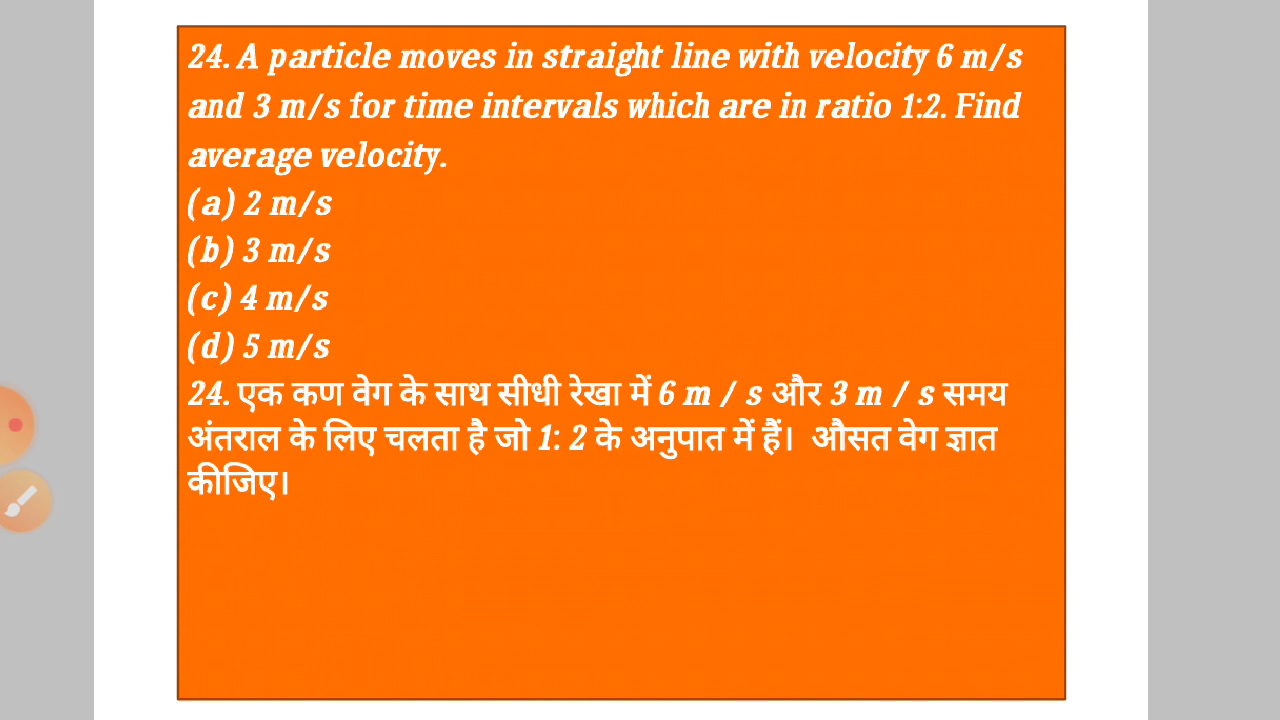 24. A particle moves in straight line with velocity 6 m/s
and 3 m/s for time intervals which are in ratio 1:2. Find
average velocity.
(a) 2 m/s
(b) 3 m/s
(c) 4 m/s
(d) 5 m/s
24. एक कण वेग के साथ सीधी रेखा में 6 m / s और 3 m / s समय
अंतराल के लिए चलता है जो 1: 2 के अनुपात में हैं। औसत वेग ज्ञात
कीजिए।